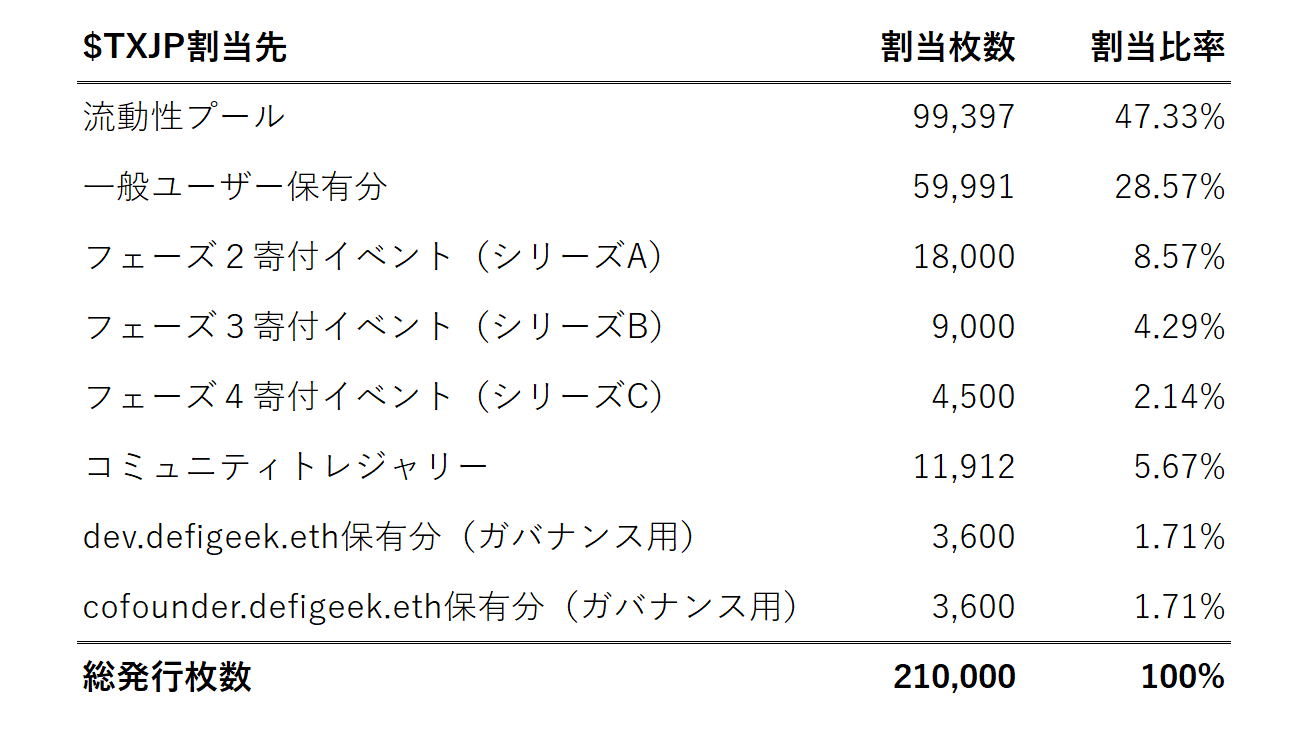 $TXJP割当先 割当枚数 割当比率
流動性プール 99,397 47.33%
一般ユーザー保有分 59,991 28.57%
フェーズ２寄付イベント（シリーズA） 18,000 8.57%
フェーズ３寄付イベント（シリーズB） 9,000 4.29%
フェーズ４寄付イベント（シリーズC） 4,500 2.14%
コミュニティトレジャリー 11,912 5.67%
dev.defigeek.eth保有分（ガバナンス用） 3,600 1.71%
cofounder.defigeek.eth保有分（ガバナンス用） 3,600 1.71%
総発行枚数 210,000 100%